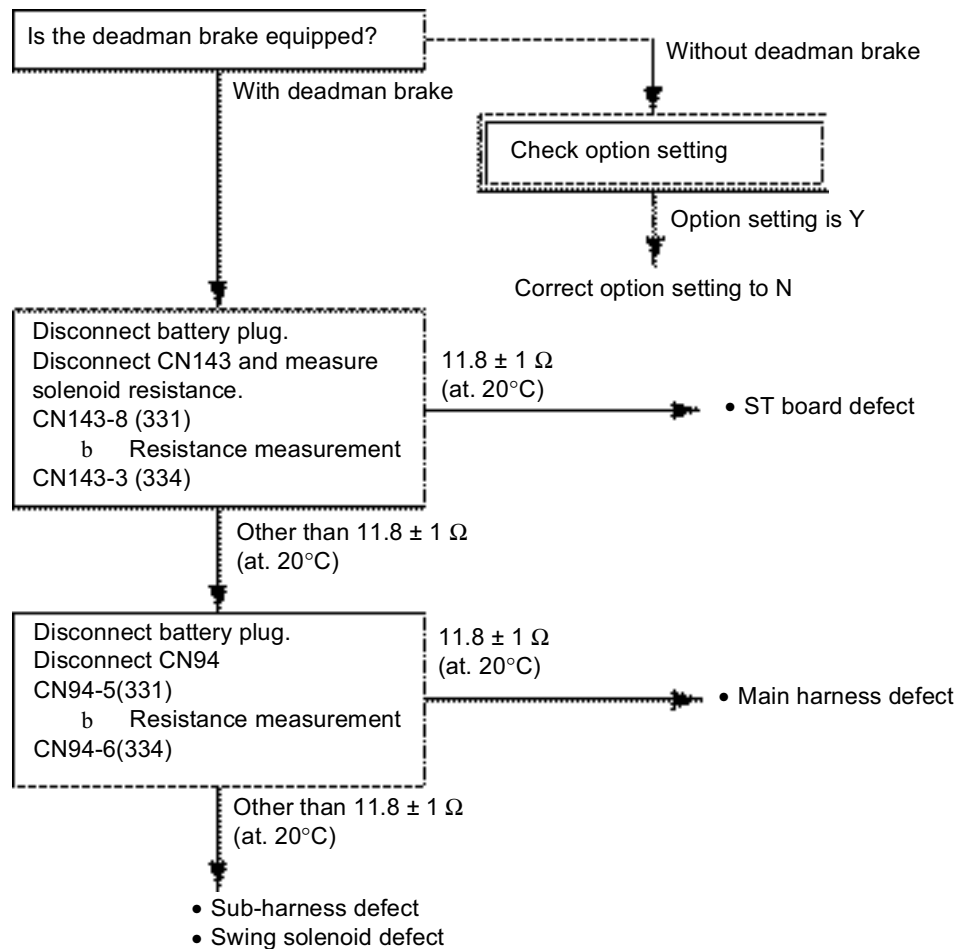 Is the deadman brake equipped?
Without deadman brake
With deadman brake
Check option setting
Option setting is Y
Correct option setting to N
Disconnect battery plug.
Disconnect CN143 and measure
solenoid resistance.
CN143-8 (331)
b Resistance measurement
CN143-3 (334)
11.8 ± 1 Ω
(at. 20°C)
• ST board defect
Other than 11.8 ± 1 Ω
(at. 20°C)
Disconnect battery plug.
Disconnect CN94
CN94-5(331)
b Resistance measurement
CN94-6(334)
11.8 ± 1 Ω
(at. 20°C)
• Main harness defect
Other than 11.8 ± 1 Ω
(at. 20°C)
• Sub-harness defect
• Swing solenoid defect